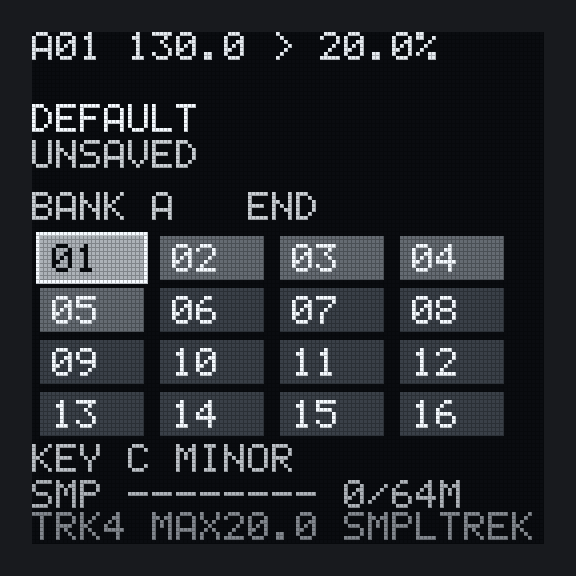 A01 130.0 > 20.0%
DEFAULT
UNSAVED
BANK A END
01 02 03 04
05 06 07 08
09 10 11 12
13 14 15 16
KEY C MINOR
SMP -------- 0/64M
TRK4 MAX20.0 SMPLTREK